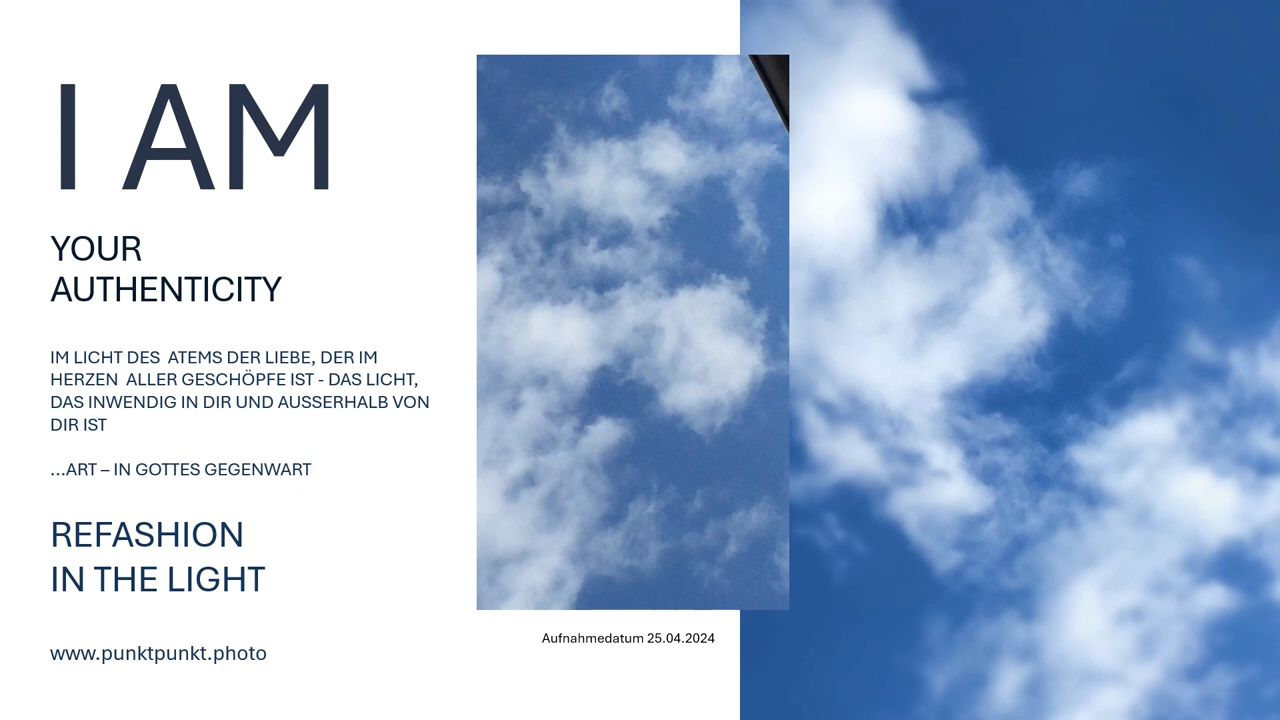 I AM
YOUR
AUTHENTICITY
IM LICHT DES  ATEMS DER LIEBE, DER IM
HERZEN  ALLER GESCHÖPFE IST - DAS LICHT,
DAS INWENDIG IN DIR UND AUSSERHALB VON
DIR IST
...ART – IN GOTTES GEGENWART
REFASHION
IN THE LIGHT
www.punktpunkt.photo
Aufnahmedatum 25.04.2024